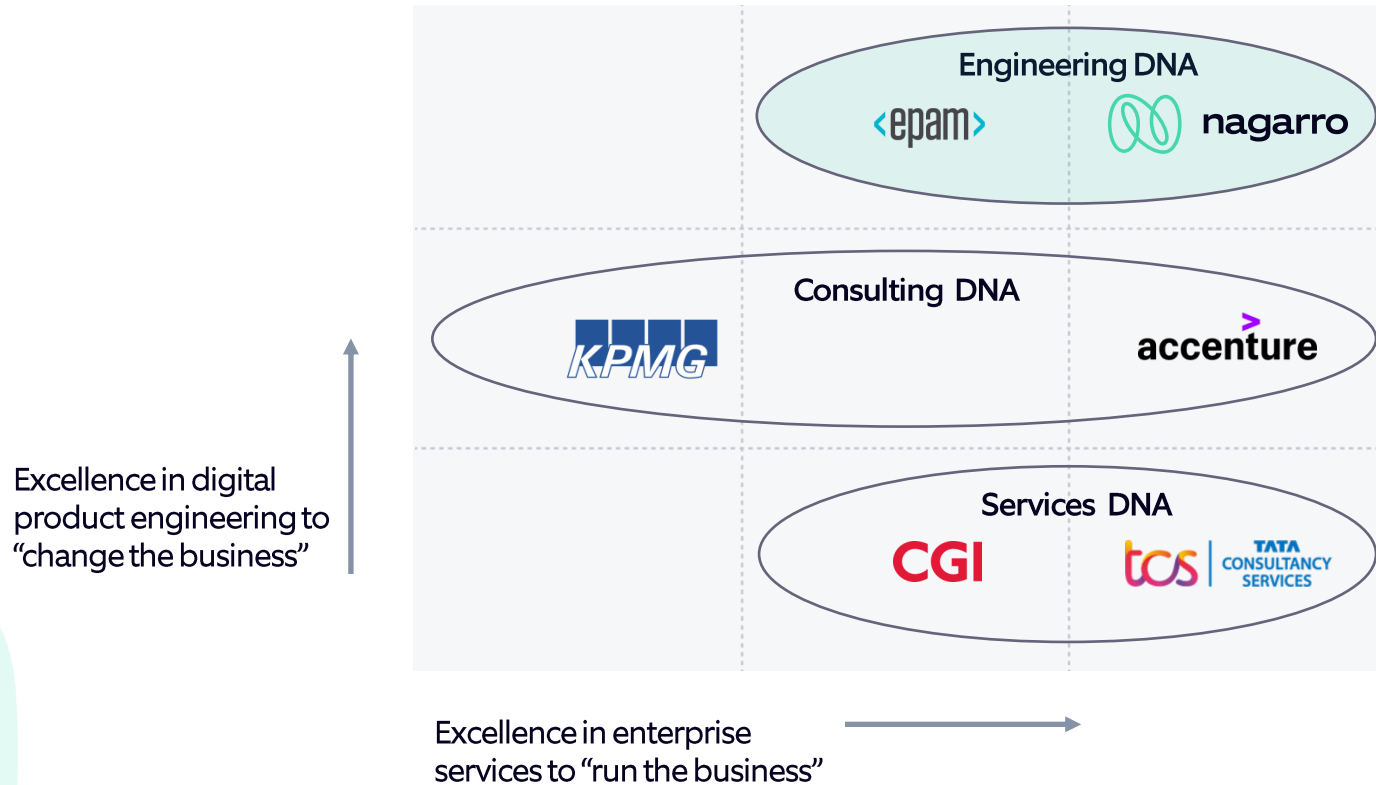 Engineering DNA
<epam>
nagarro
Consulting DNA
KPMG
>
accenture
Excellence in digital
product engineering to
“change the business”
Services DNA
CGI
tcs
TATA
CONSULTANCY
SERVICES
Excellence in enterprise
services to “run the business”